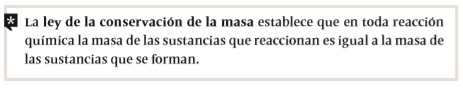 La ley de la conservación de la masa establece que en toda reacción
química la masa de las sustancias que reaccionan es igual a la masa de
las sustancias que se forman.